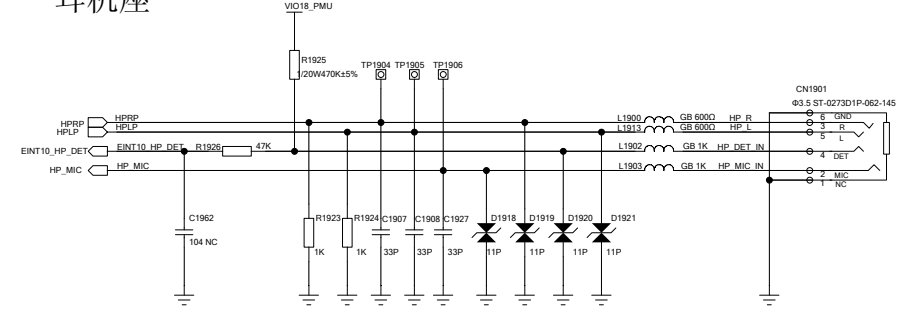 耳机座
VIO18_PMU
R1925
1/20W470K±5%
TP1904 TP1905 TP1906
CN1901
Φ3.5 ST-0273D1P-062-145
HPRP HPRP L1900 GB 600Ω HP_R 6 GND
HPLP HPLP L1913 GB 600Ω HP_L 3 R
5 L
EINT10_HP_DET EINT10_HP_DET R1926 47K L1902 GB 1K HP_DET_IN 4 DET
HP_MIC HP_MIC L1903 GB 1K HP_MIC_IN 2 MIC
1 NC
C1962 R1923 R1924 C1907 C1908 C1927 D1918 D1919 D1920 D1921
104 NC 1K 1K 33P 33P 33P 11P 11P 11P 11P